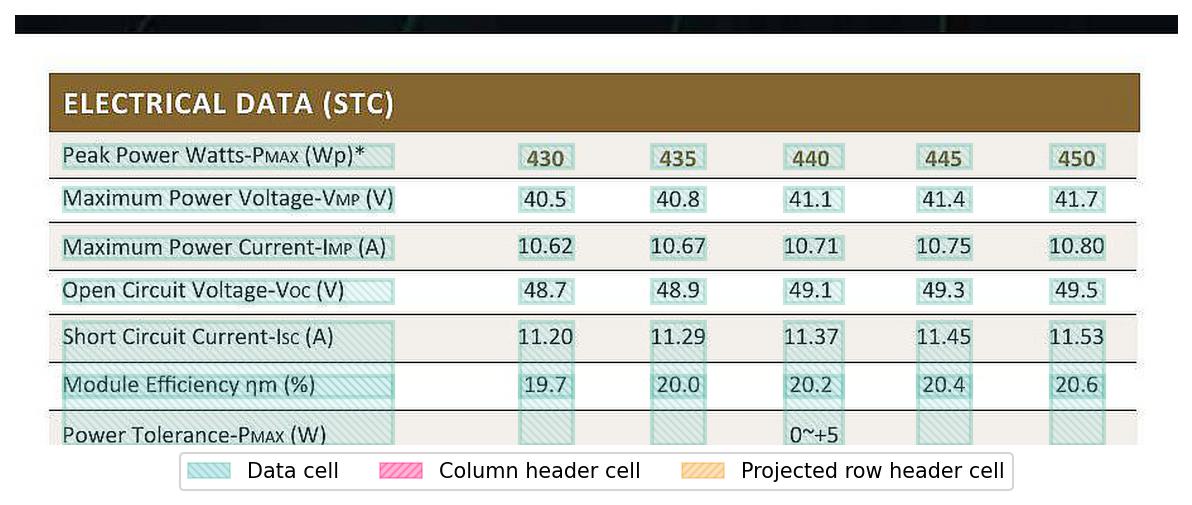 ELECTRICAL DATA (STC)
Peak Power Watts-PMAX (Wp)* 430 435 440 445 450
Maximum Power Voltage-VMP (V) 40.5 40.8 41.1 41.4 41.7
Maximum Power Current-IMP (A) 10.62 10.67 10.71 10.75 10.80
Open Circuit Voltage-VOC (V) 48.7 48.9 49.1 49.3 49.5
Short Circuit Current-ISC (A) 11.20 11.29 11.37 11.45 11.53
Module Efficiency ηm (%) 19.7 20.0 20.2 20.4 20.6
Power Tolerance-PMAX (W) 0~+5
Data cell Column header cell Projected row header cell